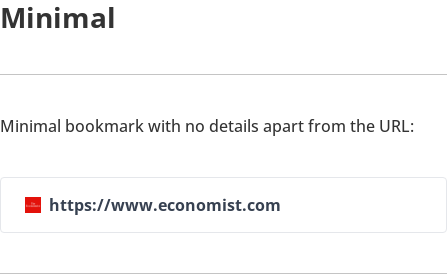 Minimal
Minimal bookmark with no details apart from the URL:
https://www.economist.com